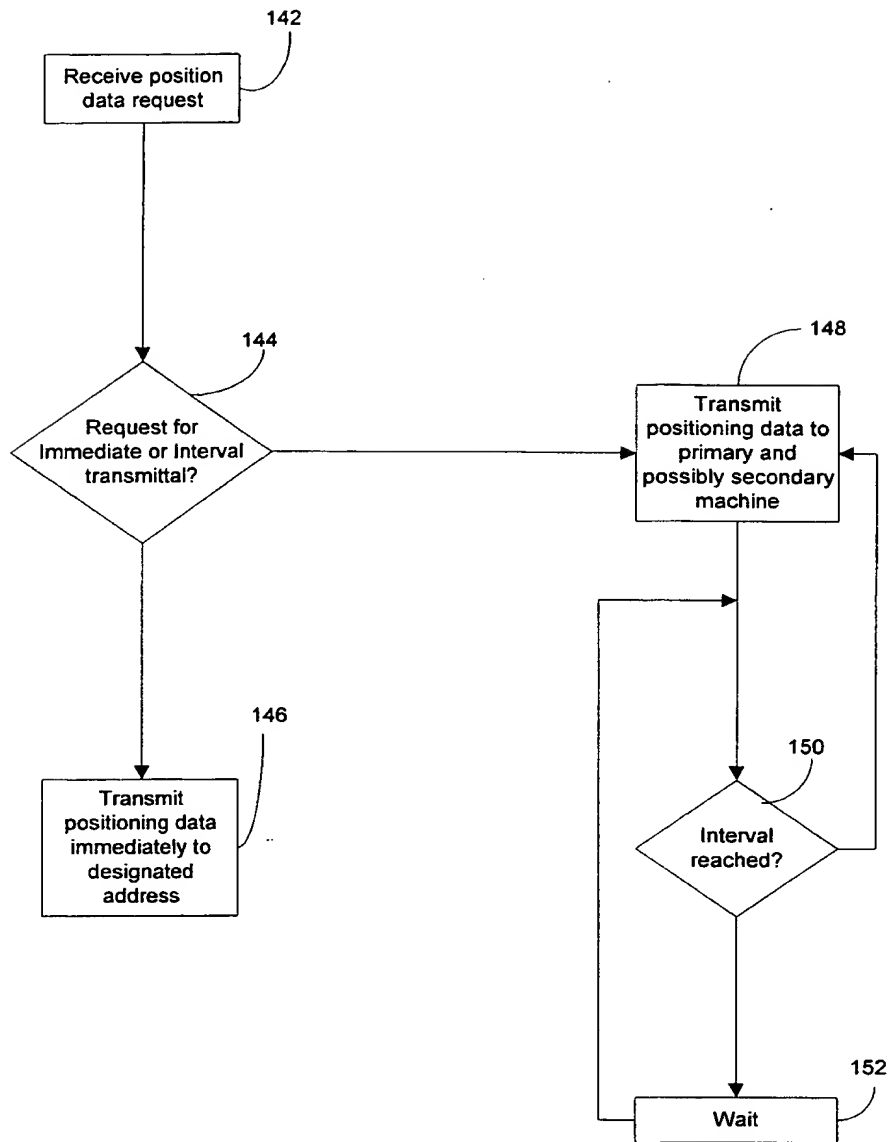 142
Receive position
data request
144
Request for
Immediate or Interval
transmittal?
148
Transmit
positioning data to
primary and
possibly secondary
machine
146
Transmit
positioning data
immediately to
designated
address
150
Interval
reached?
152
Wait